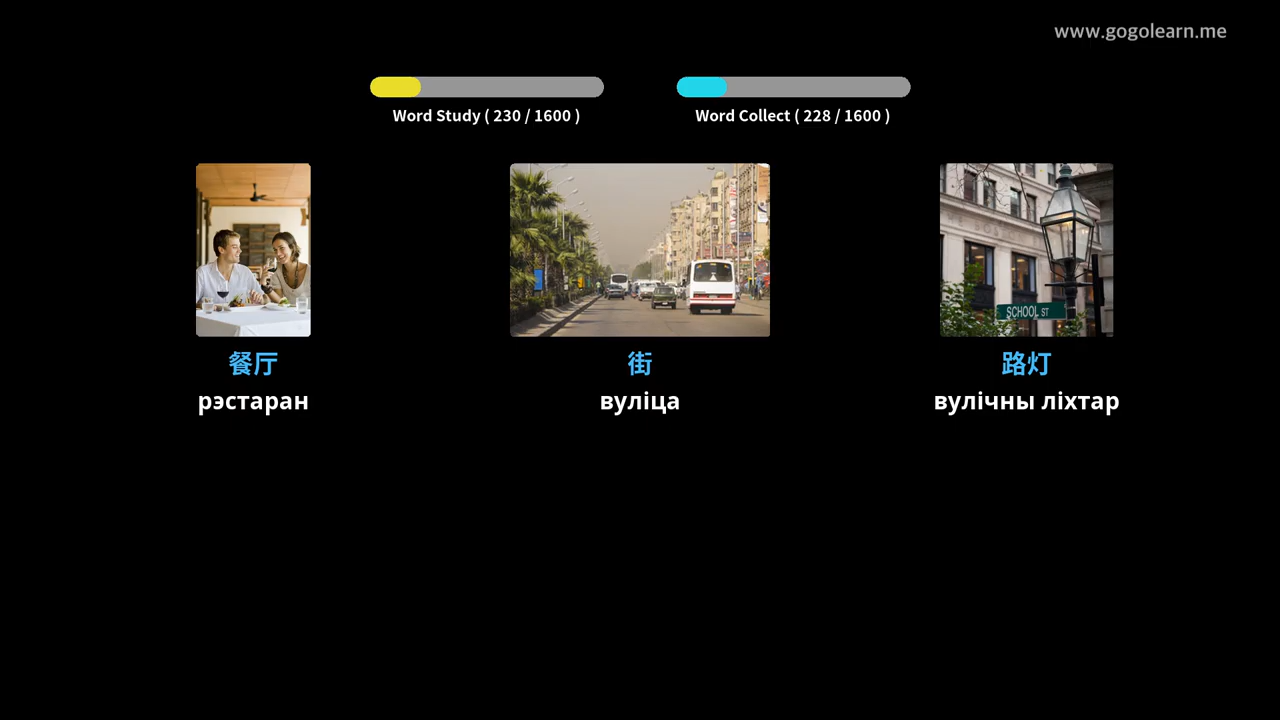 www.gogolearn.me
Word Study ( 230 / 1600 )
Word Collect ( 228 / 1600 )
SCHOOL ST
餐厅
街
路灯
рэстаран
вуліца
вулічны ліхтар